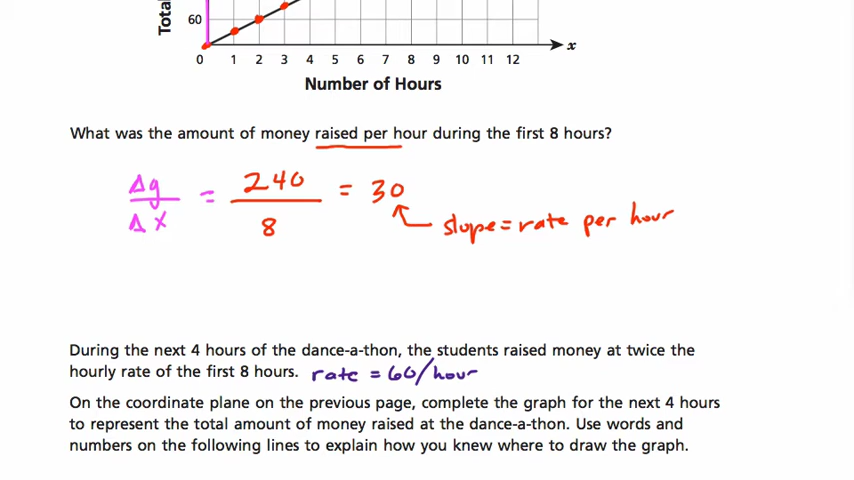 Tota
60
x
0 1 2 3 4 5 6 7 8 9 10 11 12
Number of Hours
What was the amount of money raised per hour during the first 8 hours?
Δy/Δx = 240/8 = 30
slope = rate per hour
During the next 4 hours of the dance-a-thon, the students raised money at twice the
hourly rate of the first 8 hours. rate = 60/hour
On the coordinate plane on the previous page, complete the graph for the next 4 hours
to represent the total amount of money raised at the dance-a-thon. Use words and
numbers on the following lines to explain how you knew where to draw the graph.